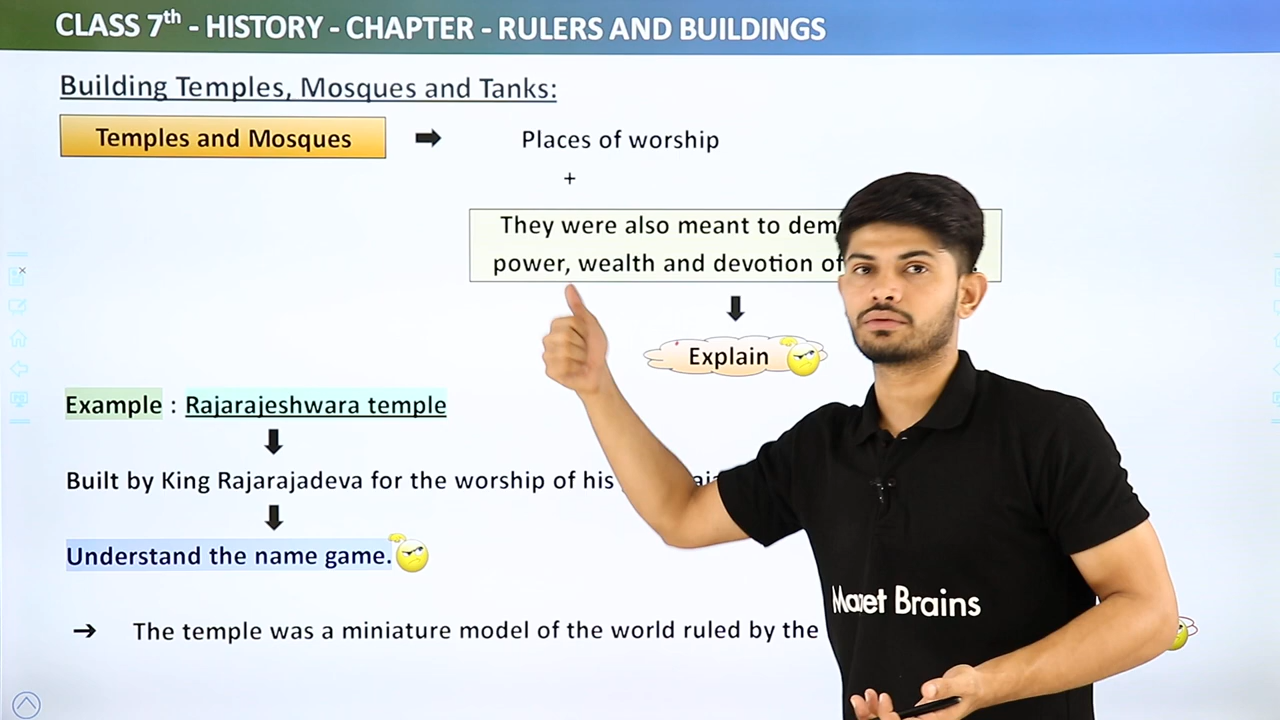 CLASS 7th - HISTORY - CHAPTER - RULERS AND BUILDINGS
Building Temples, Mosques and Tanks:
Temples and Mosques ➡ Places of worship
+
They were also meant to dem
power, wealth and devotion of
Explain
Example : Rajarajeshwara temple
Built by King Rajarajadeva for the worship of his
Understand the name game.
→ The temple was a miniature model of the world ruled by the
Magnet Brains